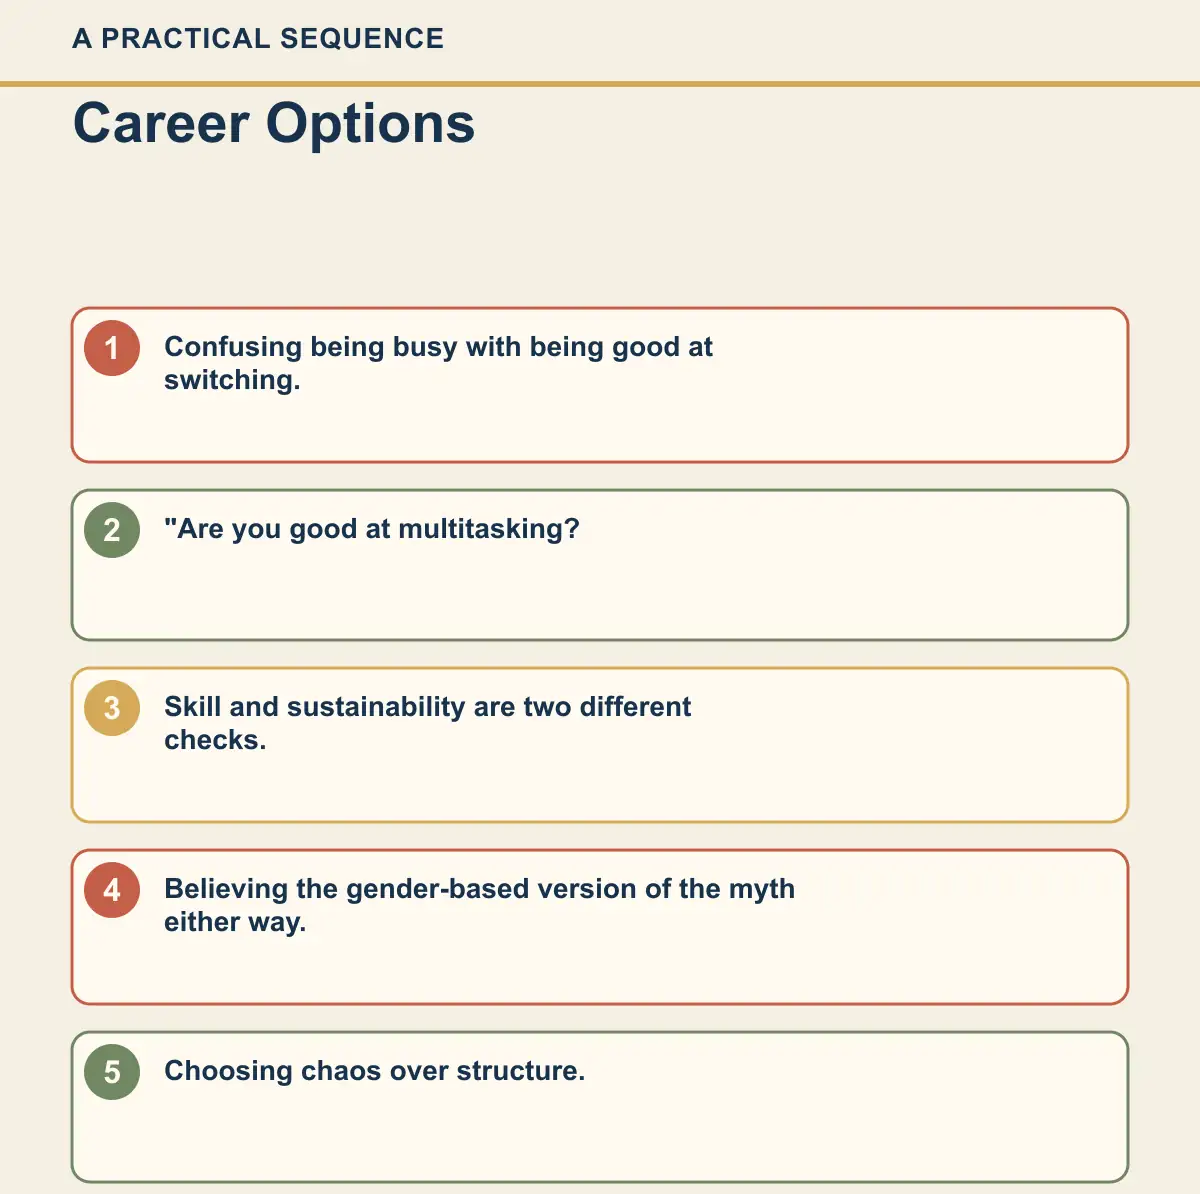 A PRACTICAL SEQUENCE
Career Options
1
Confusing being busy with being good at
switching.
2
"Are you good at multitasking?
3
Skill and sustainability are two different
checks.
4
Believing the gender-based version of the myth
either way.
5
Choosing chaos over structure.